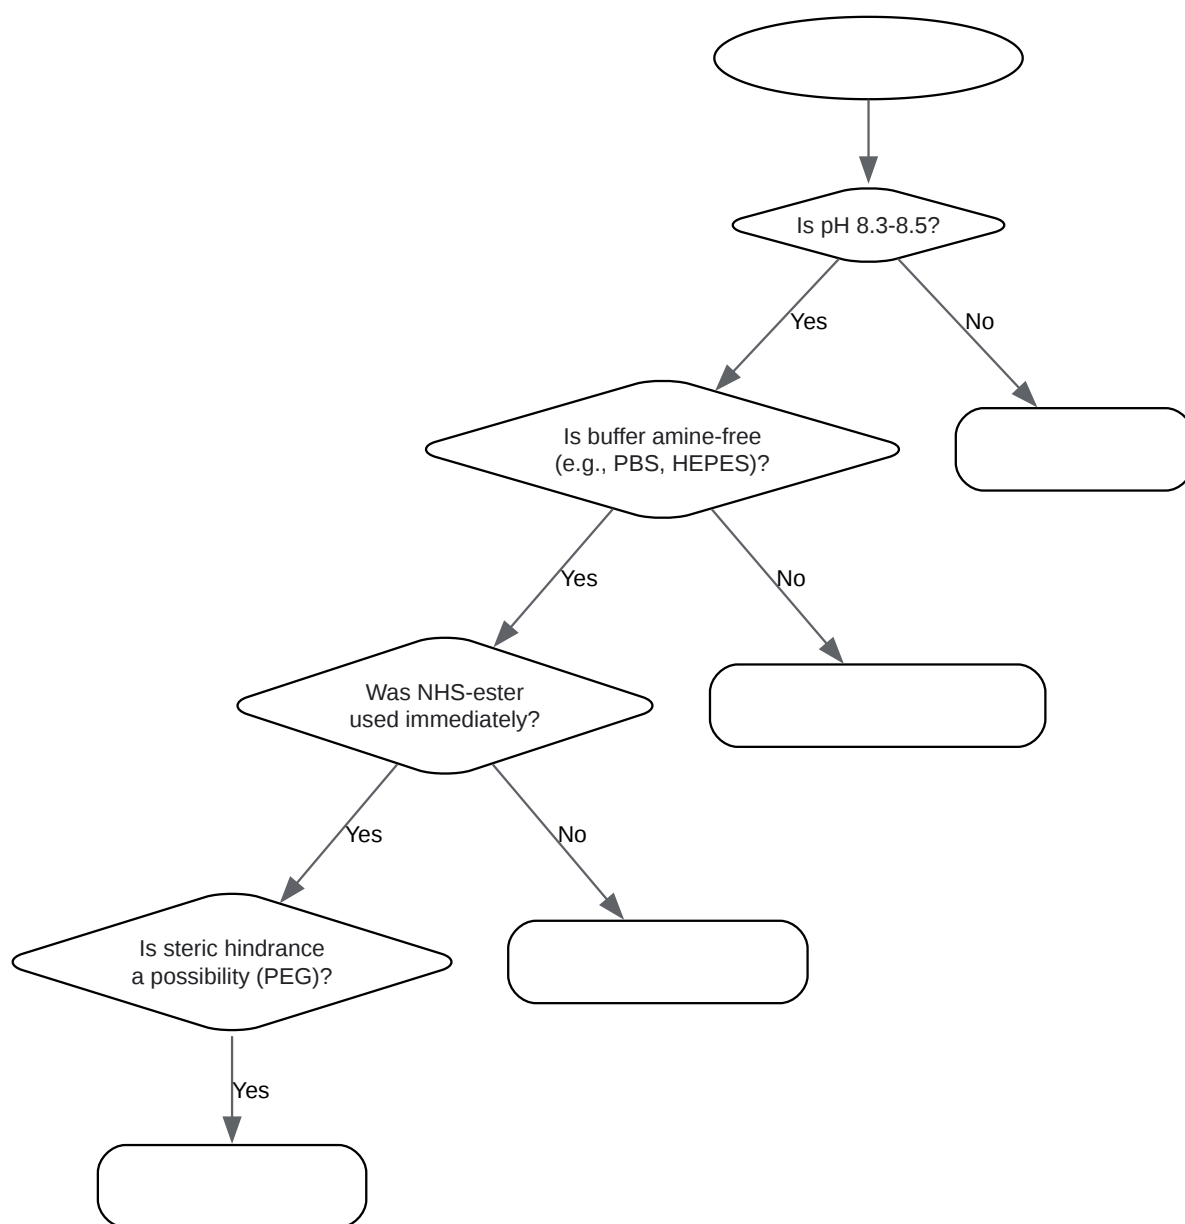 Is pH 8.3-8.5?
Yes
No
Is buffer amine-free
(e.g., PBS, HEPES)?
Yes
No
Was NHS-ester
used immediately?
Yes
No
Is steric hindrance
a possibility (PEG)?
Yes